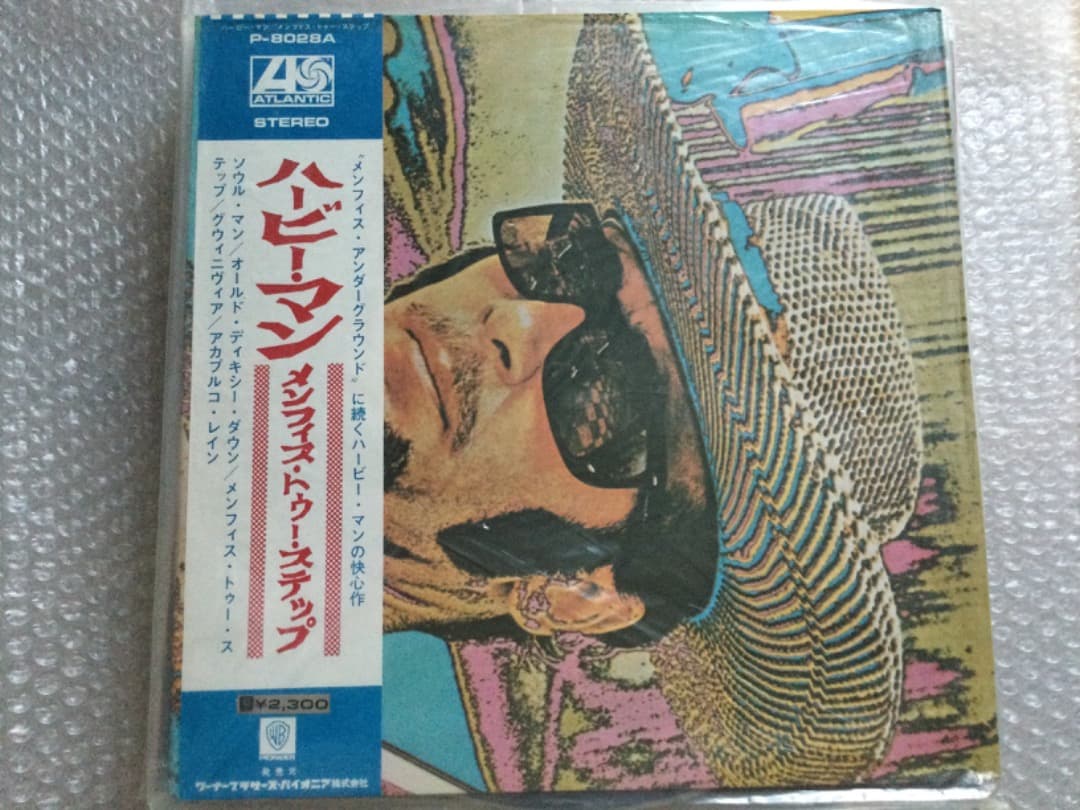 ハービー・マン/メンフィス・トゥー・ステップ
P-8028A
ATLANTIC
STEREO
"メンフィス・アンダーグラウンド"に続くハービー・マンの快心作
ハービー・マン
メンフィス・トゥー・ステップ
ソウル・マン/オールド・ディキシー・ダウン/メンフィス・トゥー・ス
テップ/グウィニヴィア/アカプルコ・レイン
¥2,300
WB
PIONEER
発売元
ワーナーブラザーズ・パイオニア株式会社